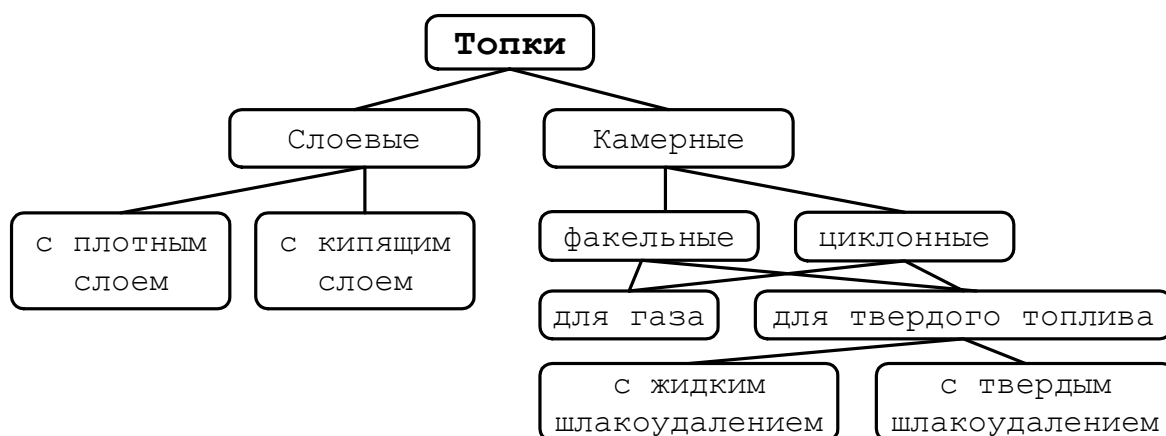 Топки
Слоевые
Камерные
с плотным
слоем
с кипящим
слоем
факельные
циклонные
для газа
для твердого топлива
с жидким
шлакоудалением
с твердым
шлакоудалением